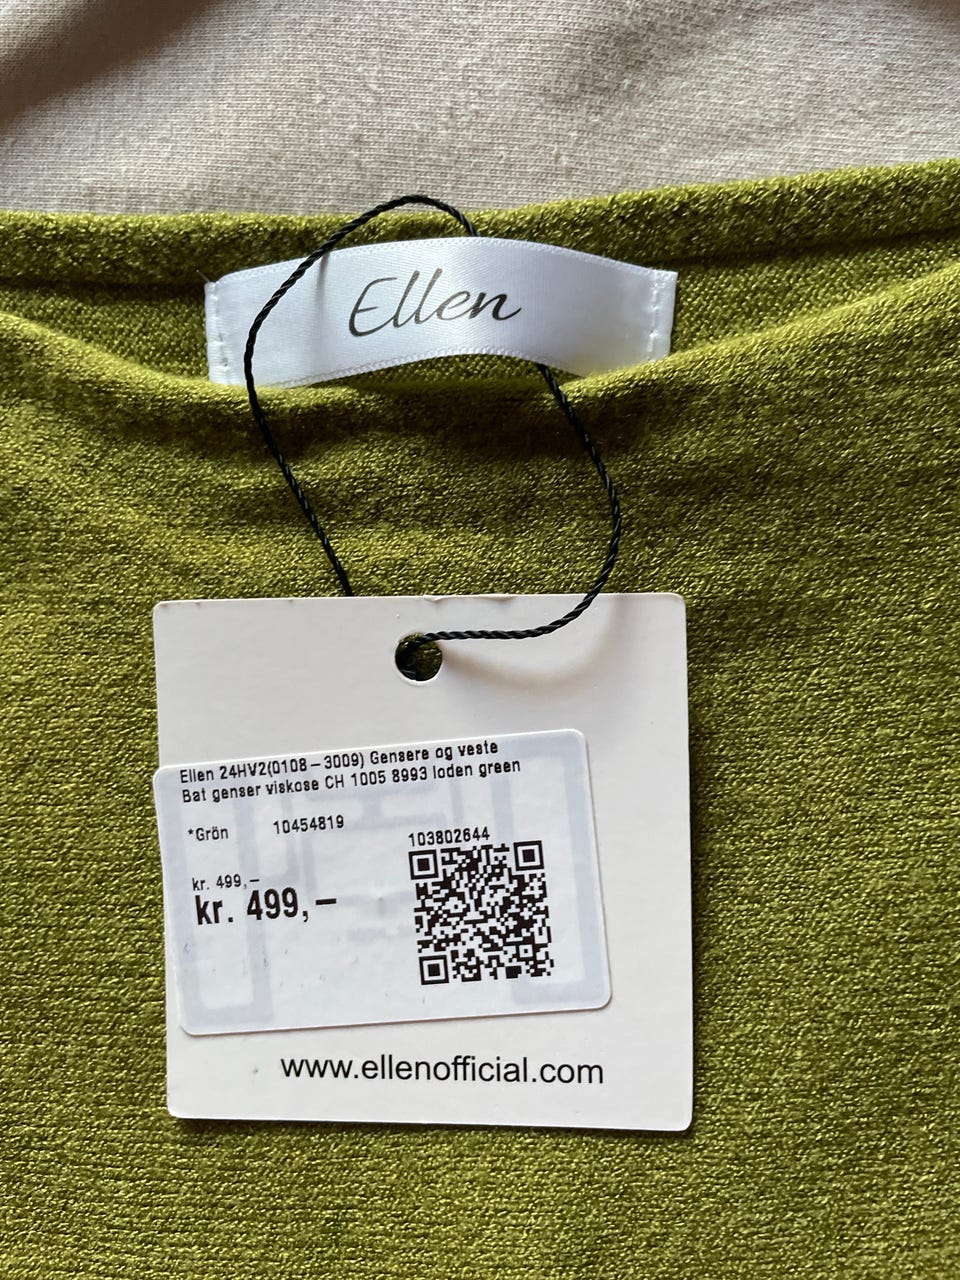 Ellen
Ellen 24HV2(0108-3009) Gensere og veste
Bat genser viskose CH 1005 8993 loden green
*Grön 10454819
103802644
kr. 499,-
kr. 499,-
www.ellenofficial.com